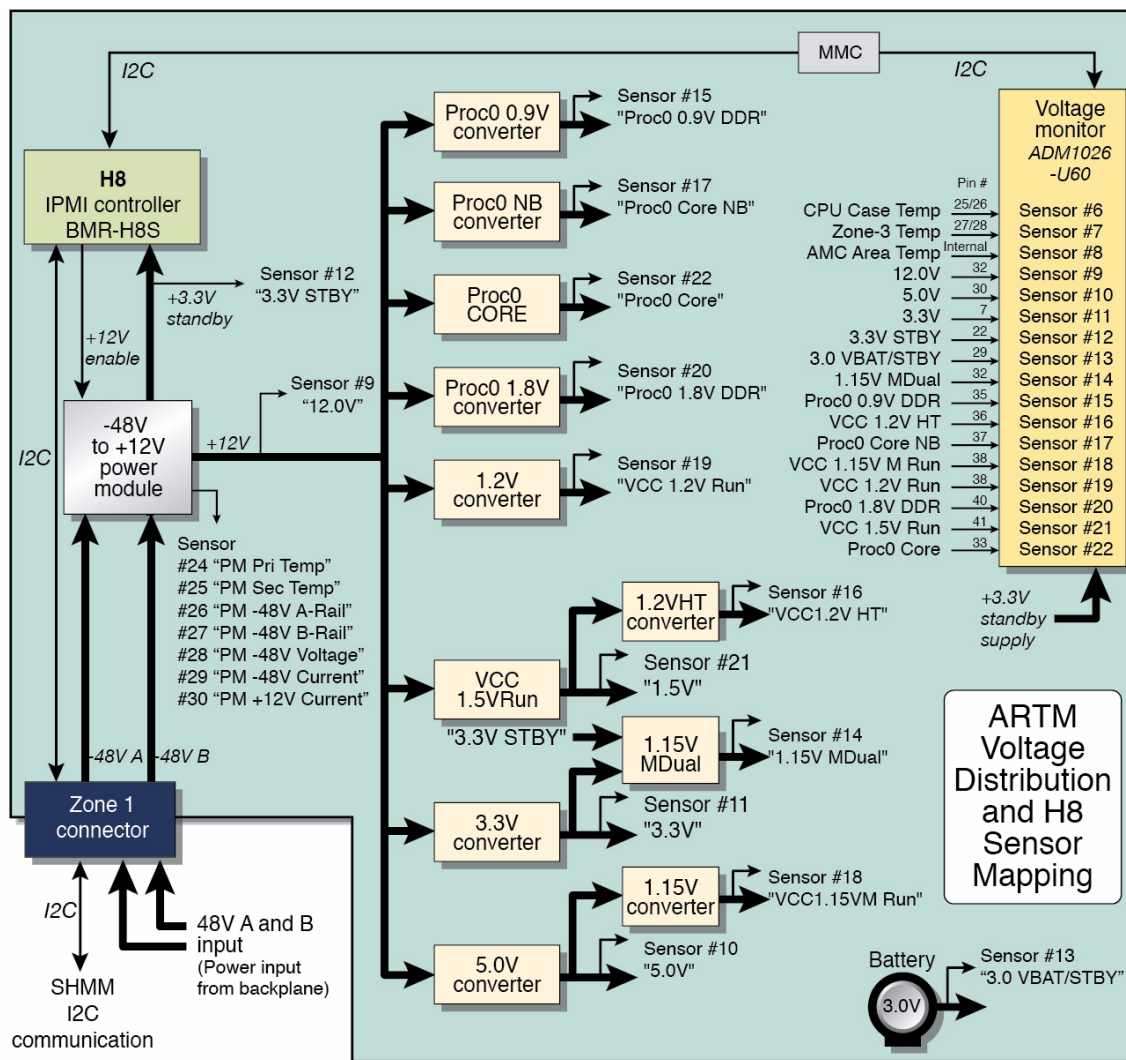 MMC
I2C
I2C
H8
IPMI controller
BMR-H8S
+12V
enable
+3.3V
standby
Sensor #12
“3.3V STBY”
I2C
-48V
to +12V
power
module
+12V
Sensor #9
“12.0V”
Sensor
#24 “PM Pri Temp”
#25 “PM Sec Temp”
#26 “PM -48V A-Rail”
#27 “PM -48V B-Rail”
#28 “PM -48V Voltage”
#29 “PM -48V Current”
#30 “PM +12V Current”
-48V A
-48V B
Zone 1
connector
I2C
48V A and B
input
(Power input
from backplane)
SHMM
I2C
communication
Proc0 0.9V
converter
Sensor #15
"Proc0 0.9V DDR"
Proc0 NB
converter
Sensor #17
"Proc0 Core NB"
Proc0
CORE
Sensor #22
"Proc0 Core"
Proc0 1.8V
converter
Sensor #20
"Proc0 1.8V DDR"
1.2V
converter
Sensor #19
"VCC 1.2V Run"
1.2VHT
converter
Sensor #16
"VCC1.2V HT"
VCC
1.5VRun
Sensor #21
"1.5V"
"3.3V STBY"
1.15V
MDual
Sensor #14
"1.15V MDual"
3.3V
converter
Sensor #11
"3.3V"
1.15V
converter
Sensor #18
"VCC1.15VM Run"
5.0V
converter
Sensor #10
"5.0V"
Voltage
monitor
ADM1026
-U60
Pin #
CPU Case Temp 25/26 Sensor #6
Zone-3 Temp 27/28 Sensor #7
AMC Area Temp Internal Sensor #8
12.0V 32 Sensor #9
5.0V 30 Sensor #10
3.3V 7 Sensor #11
3.3V STBY 22 Sensor #12
3.0 VBAT/STBY 29 Sensor #13
1.15V MDual 32 Sensor #14
Proc0 0.9V DDR 35 Sensor #15
VCC 1.2V HT 36 Sensor #16
Proc0 Core NB 37 Sensor #17
VCC 1.15V M Run 38 Sensor #18
VCC 1.2V Run 38 Sensor #19
Proc0 1.8V DDR 40 Sensor #20
VCC 1.5V Run 41 Sensor #21
Proc0 Core 33 Sensor #22
+3.3V
standby
supply
ARTM
Voltage
Distribution
and H8
Sensor
Mapping
Battery
3.0V
Sensor #13
“3.0 VBAT/STBY”